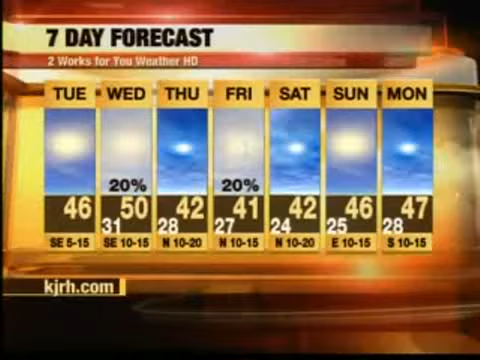 7 DAY FORECAST
2 Works for You Weather HD
TUE WED THU FRI SAT SUN MON
20% 20%
46 50 42 41 42 46 47
31 28 27 24 25 28
SE 5-15 SE 10-15 N 10-20 N 10-15 N 10-20 E 10-15 S 10-15
kjrh.com